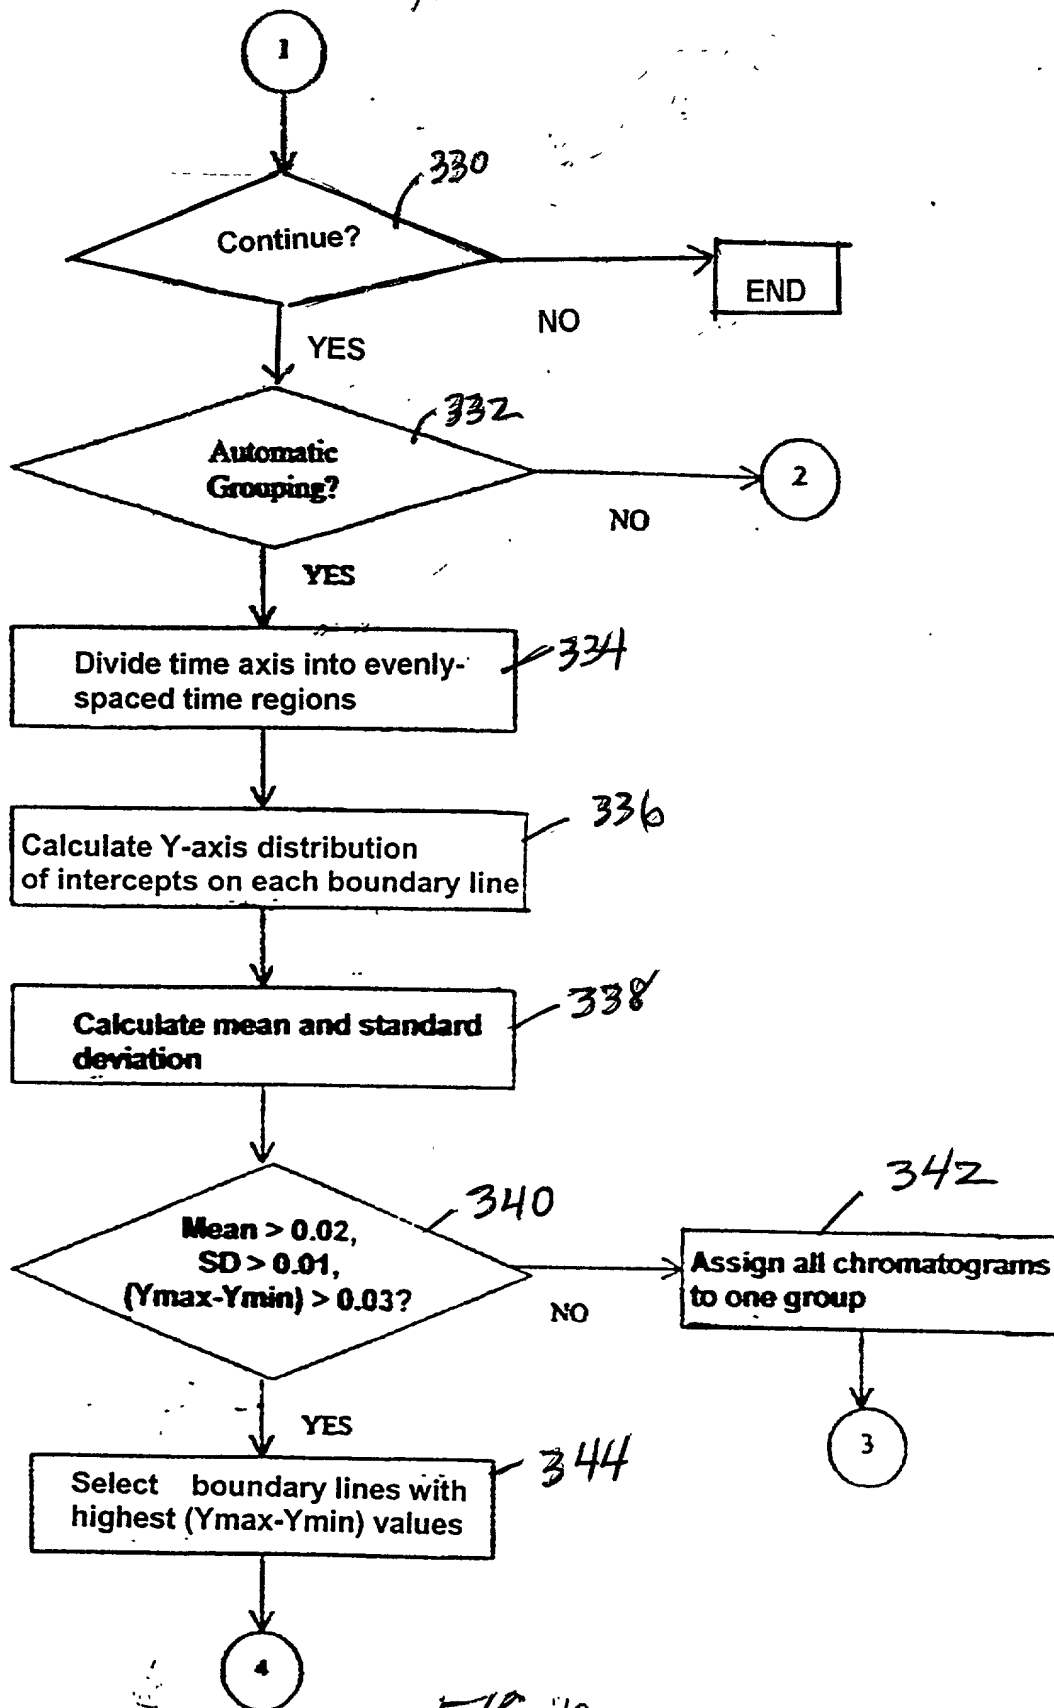 1
330
Continue?
END
NO
YES
332
Automatic
Grouping?
2
NO
YES
334
Divide time axis into evenly-
spaced time regions
336
Calculate Y-axis distribution
of intercepts on each boundary line
338
Calculate mean and standard
deviation
342
340
Mean > 0.02,
SD > 0.01,
(Ymax-Ymin) > 0.03?
Assign all chromatograms
to one group
NO
YES
3
344
Select boundary lines with
highest (Ymax-Ymin) values
4